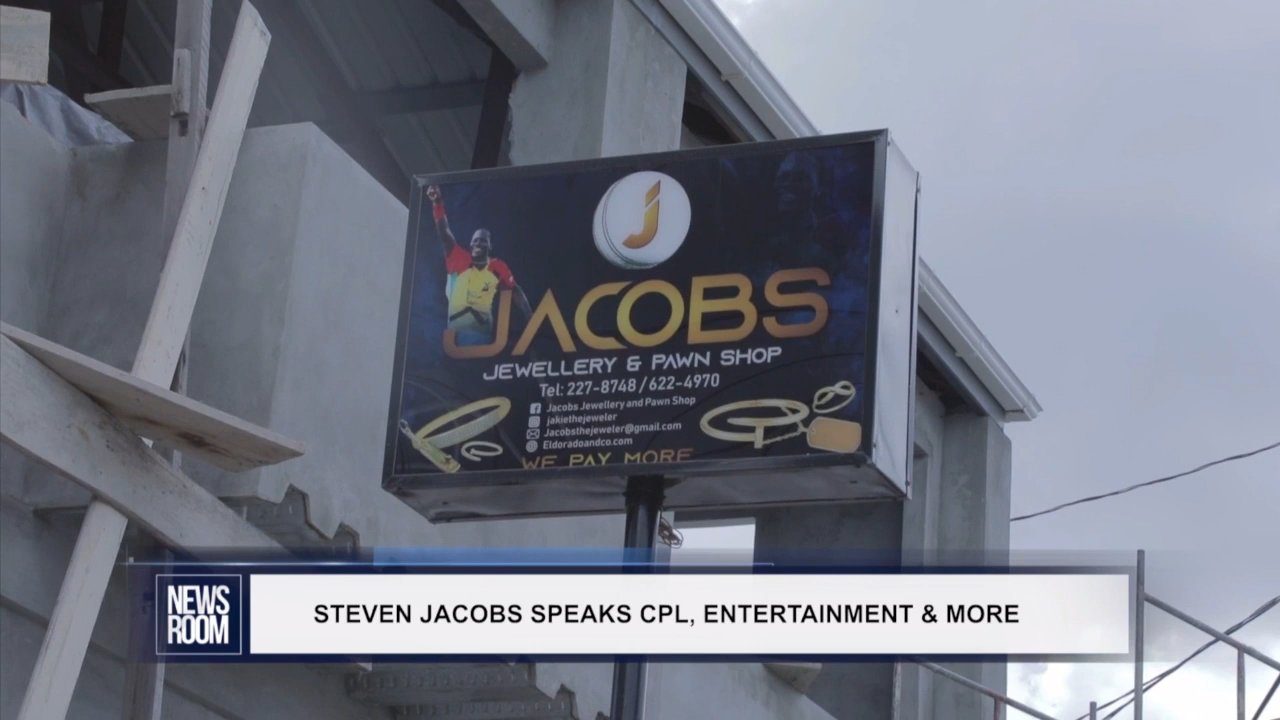 J
JACOBS
JEWELLERY & PAWN SHOP
Tel: 227-8748 / 622-4970
Jacobs Jewellery and Pawn Shop
jakiethejeweler
Jacobsthejeweler@gmail.com
Eldoradoandco.com
WE PAY MORE
NEWS
ROOM
STEVEN JACOBS SPEAKS CPL, ENTERTAINMENT & MORE